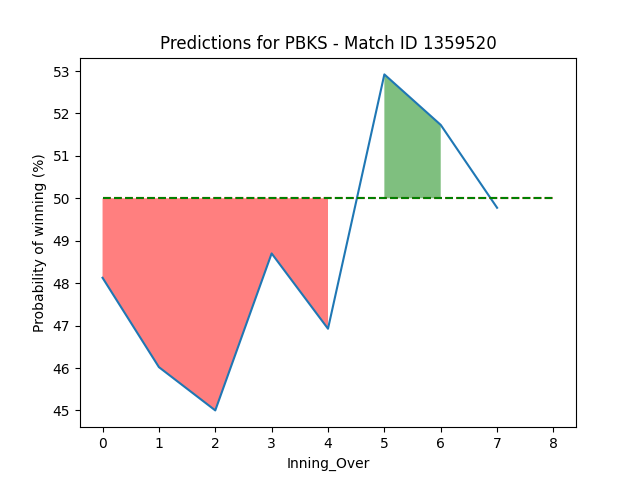 Predictions for PBKS - Match ID 1359520
Probability of winning (%)
53
52
51
50
49
48
47
46
45
0 1 2 3 4 5 6 7 8
Inning_Over